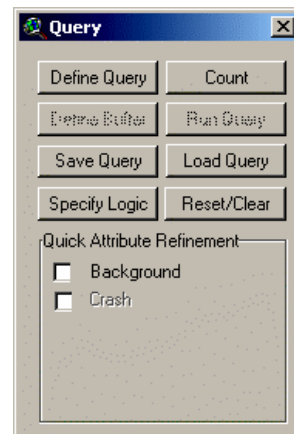 Query
Define Query Count
Define Buffer Run Query
Save Query Load Query
Specify Logic Reset/Clear
Quick Attribute Refinement
Background
Crash